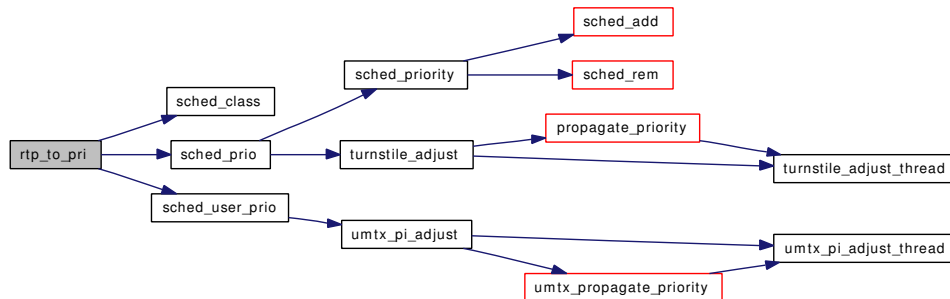 rtp_to_pri
sched_class
sched_prio
sched_user_prio
sched_priority
turnstile_adjust
umtx_pi_adjust
sched_add
sched_rem
propagate_priority
umtx_propagate_priority
turnstile_adjust_thread
umtx_pi_adjust_thread